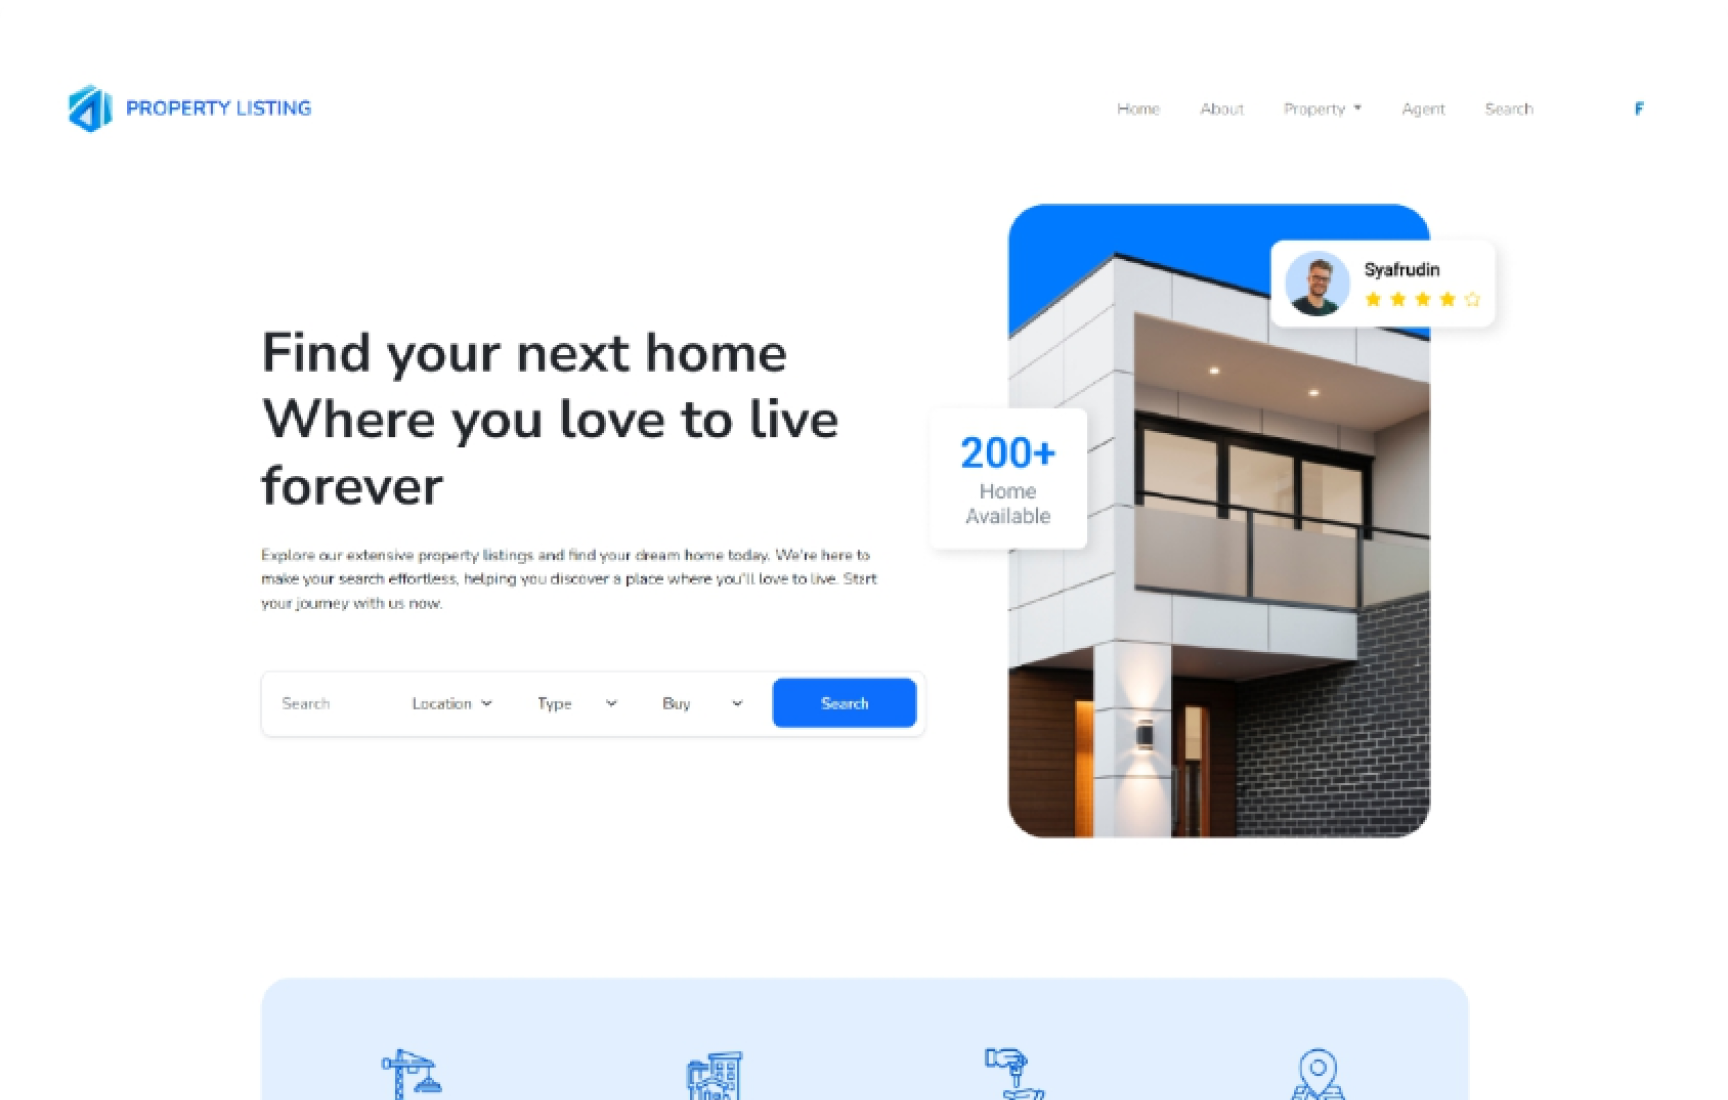 PROPERTY LISTING
Home About Property Agent Search F
Syafrudin
Find your next home
Where you love to live
forever
200+
Home
Available
Explore our extensive property listings and find your dream home today. We're here to
make your search effortless, helping you discover a place where you'll love to live. Start
your journey with us now.
Search Location Type Buy Search